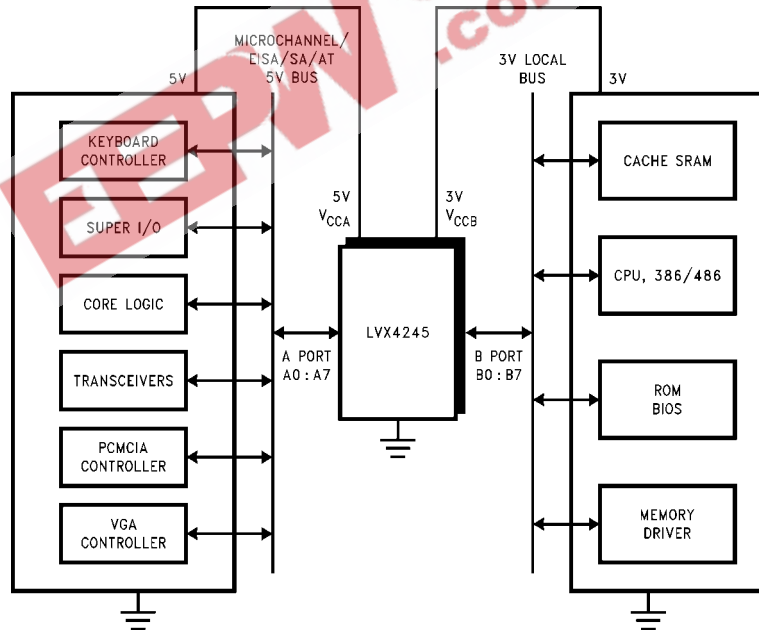 EEPW.com
MICROCHANNEL/
EISA/SA/AT
5V BUS
5V
3V LOCAL
BUS
3V
KEYBOARD
CONTROLLER
SUPER I/O
CORE LOGIC
TRANSCEIVERS
PCMCIA
CONTROLLER
VGA
CONTROLLER
5V
VCCA
3V
VCCB
LVX4245
A PORT
A0:A7
B PORT
B0:B7
CACHE SRAM
CPU, 386/486
ROM
BIOS
MEMORY
DRIVER